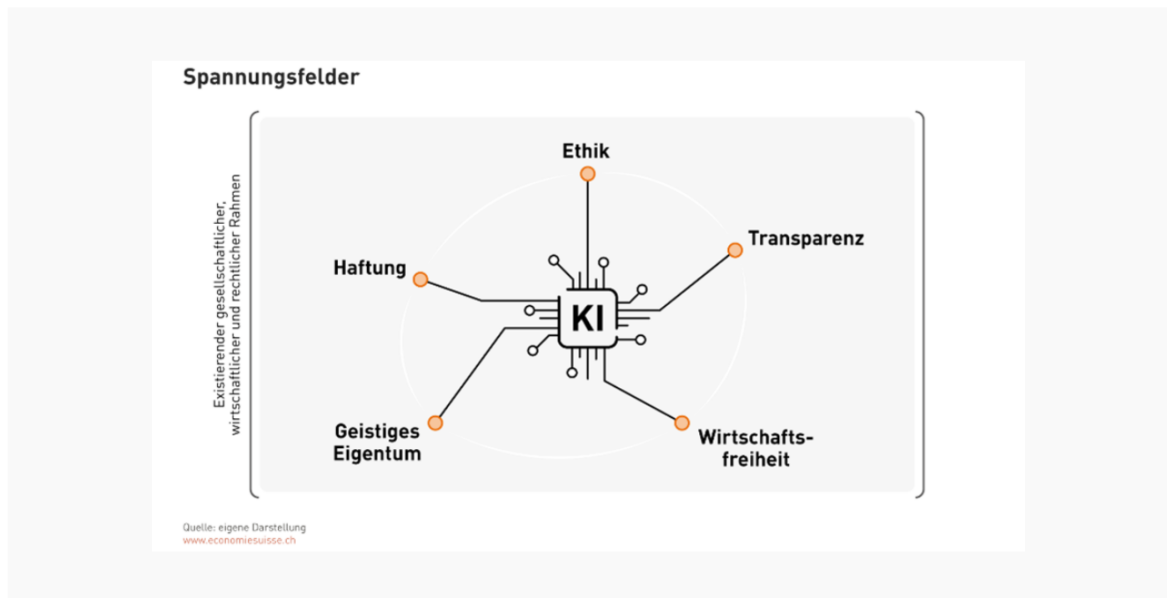 Spannungsfelder
Existierender gesellschaftlicher,
wirtschaftlicher und rechtlicher Rahmen
Ethik
Transparenz
Haftung
KI
Geistiges
Eigentum
Wirtschafts-
freiheit
Quelle: eigene Darstellung
www.economiesuisse.ch